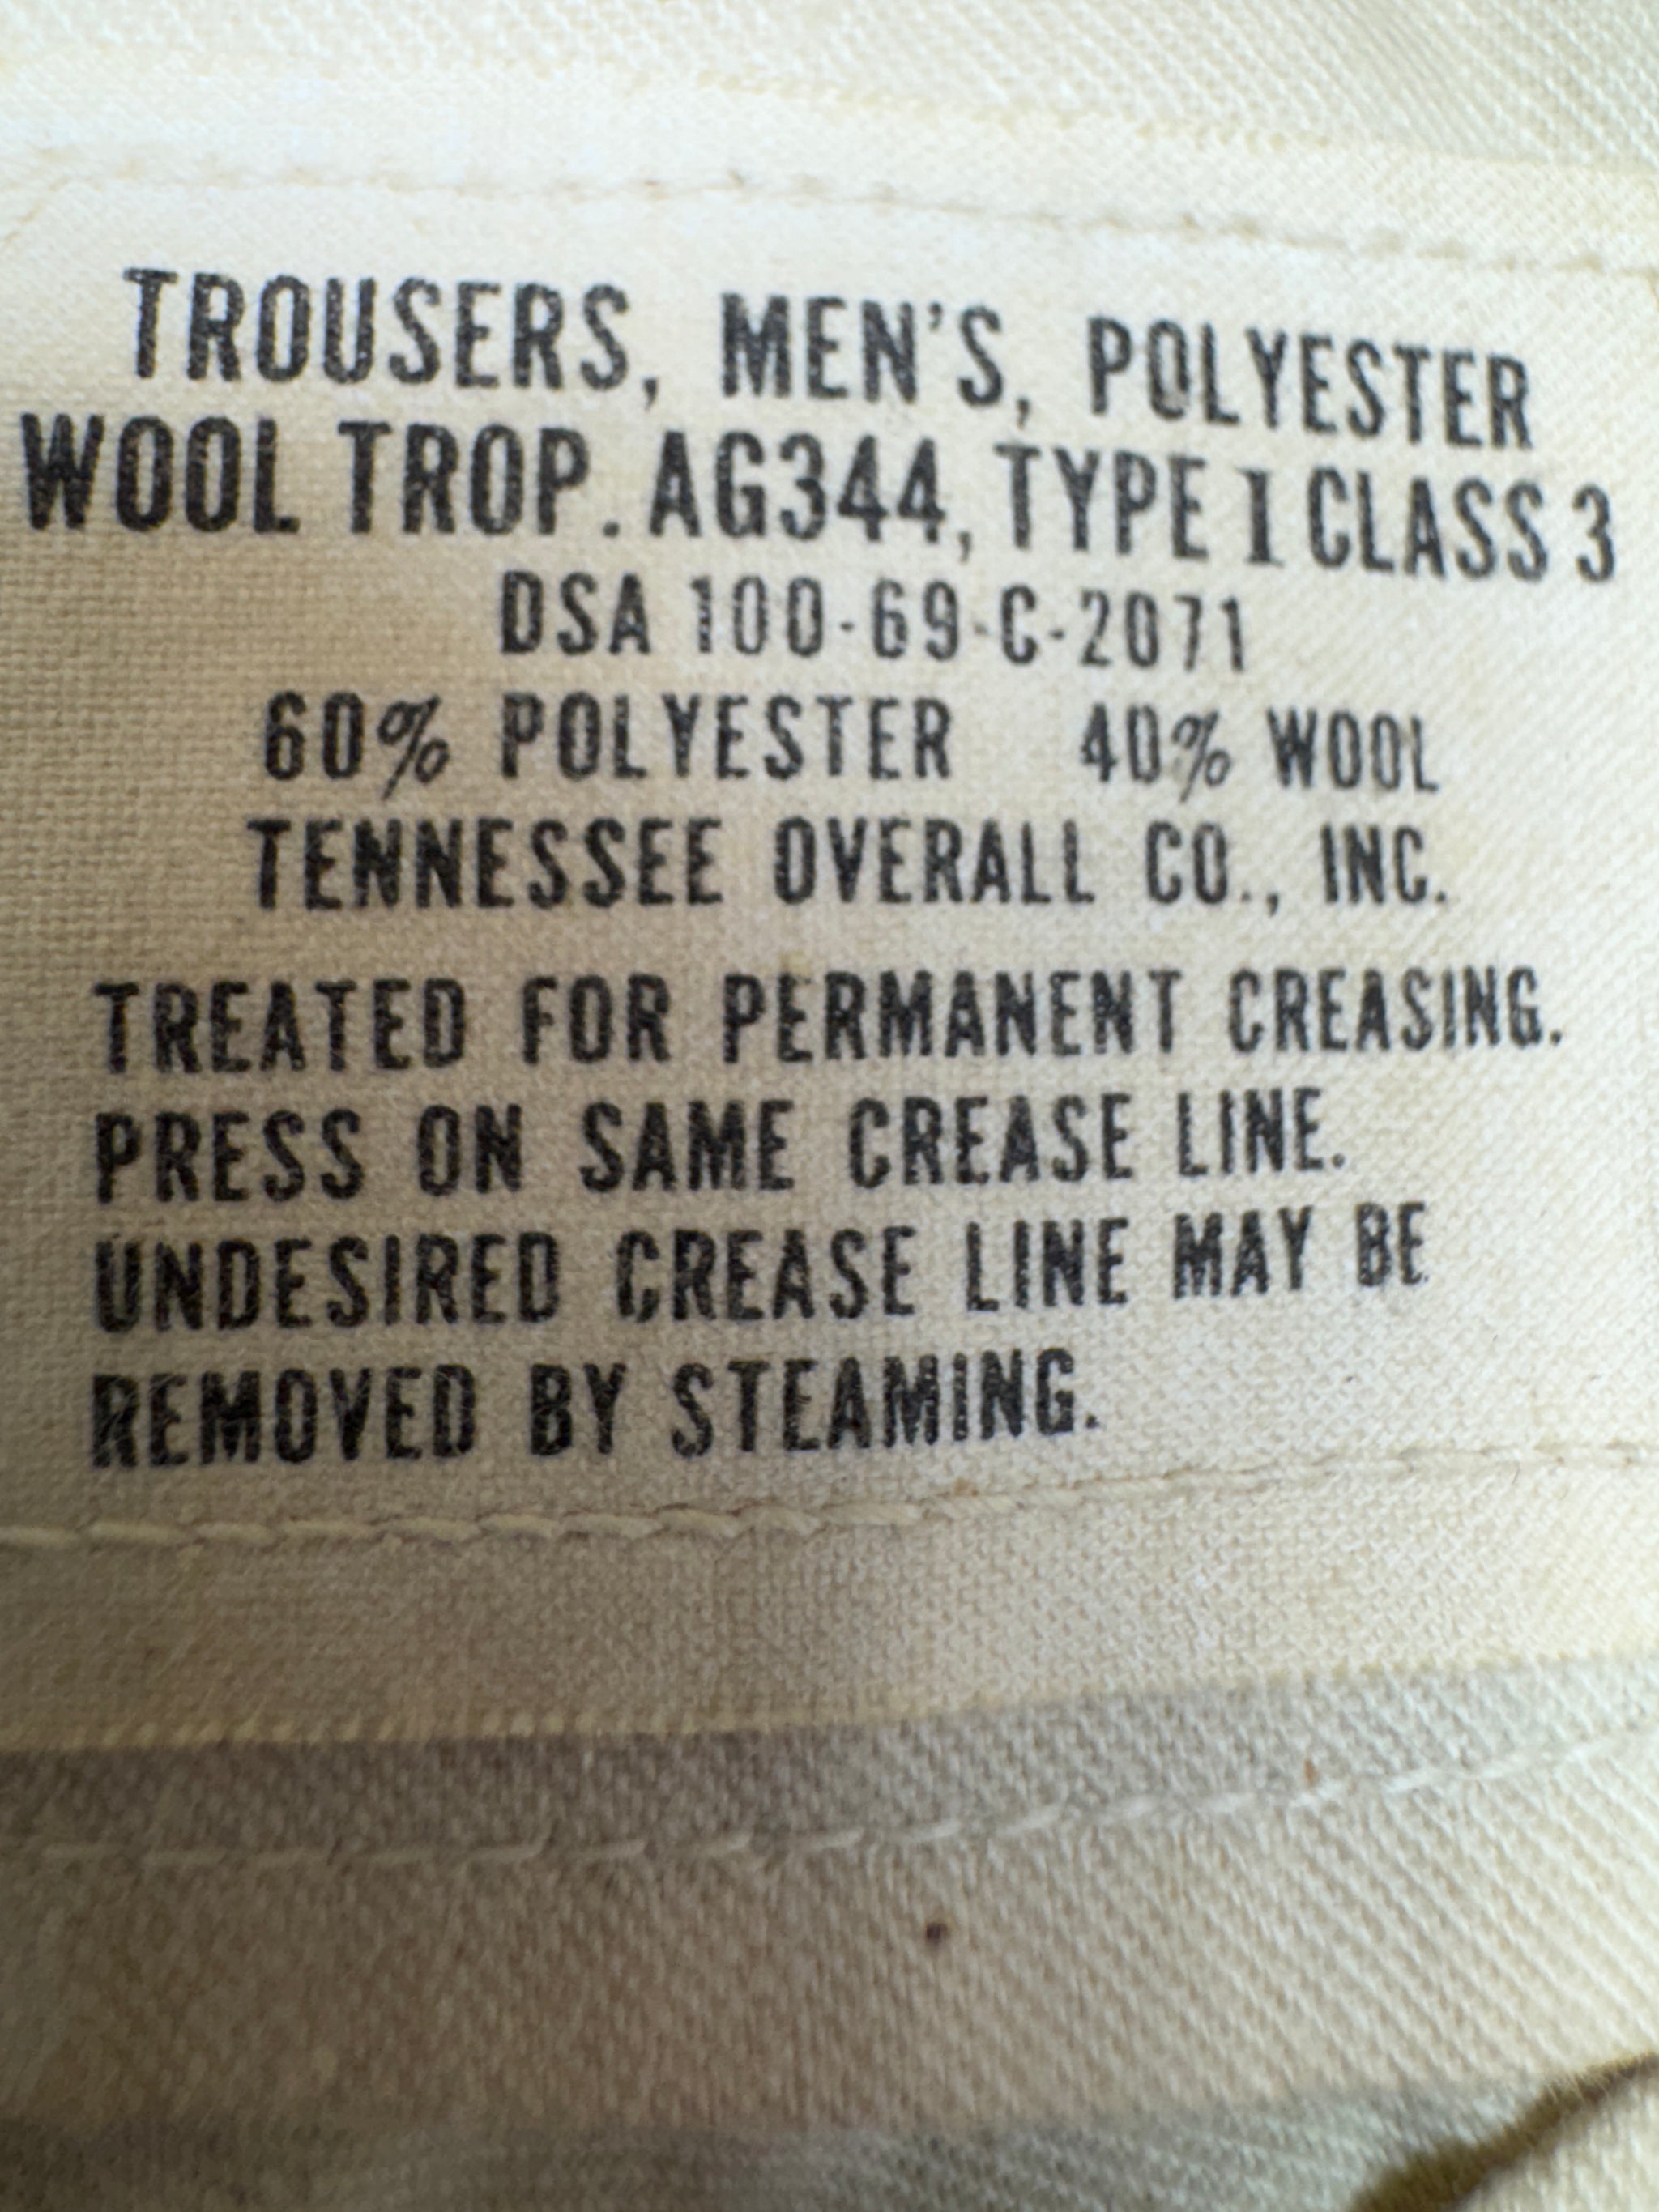 TROUSERS, MEN'S, POLYESTER
WOOL TROP. AG344, TYPE I CLASS 3
DSA 100-69-C-2071
60% POLYESTER 40% WOOL
TENNESSEE OVERALL CO., INC.
TREATED FOR PERMANENT CREASING.
PRESS ON SAME CREASE LINE.
UNDESIRED CREASE LINE MAY BE
REMOVED BY STEAMING.